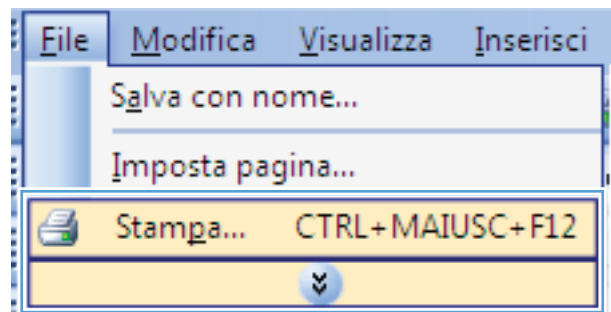 File Modifica Visualizza Inserisci
Salva con nome...
Imposta pagina...
Stampa... CTRL+MAIUSC+F12